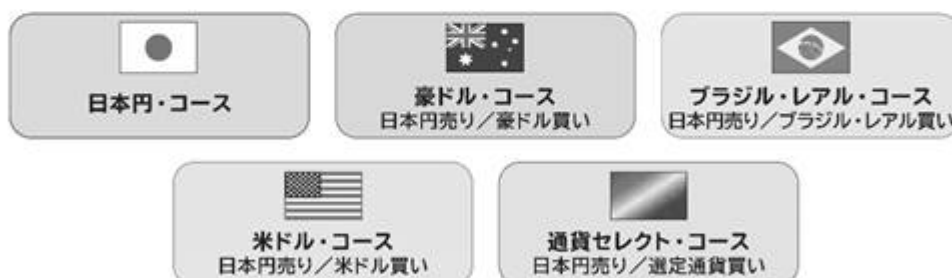 日本円・コース
豪ドル・コース
日本円売り／豪ドル買い
ブラジル・レアル・コース
日本円売り／ブラジル・レアル買い
米ドル・コース
日本円売り／米ドル買い
通貨セレクト・コース
日本円売り／選定通貨買い